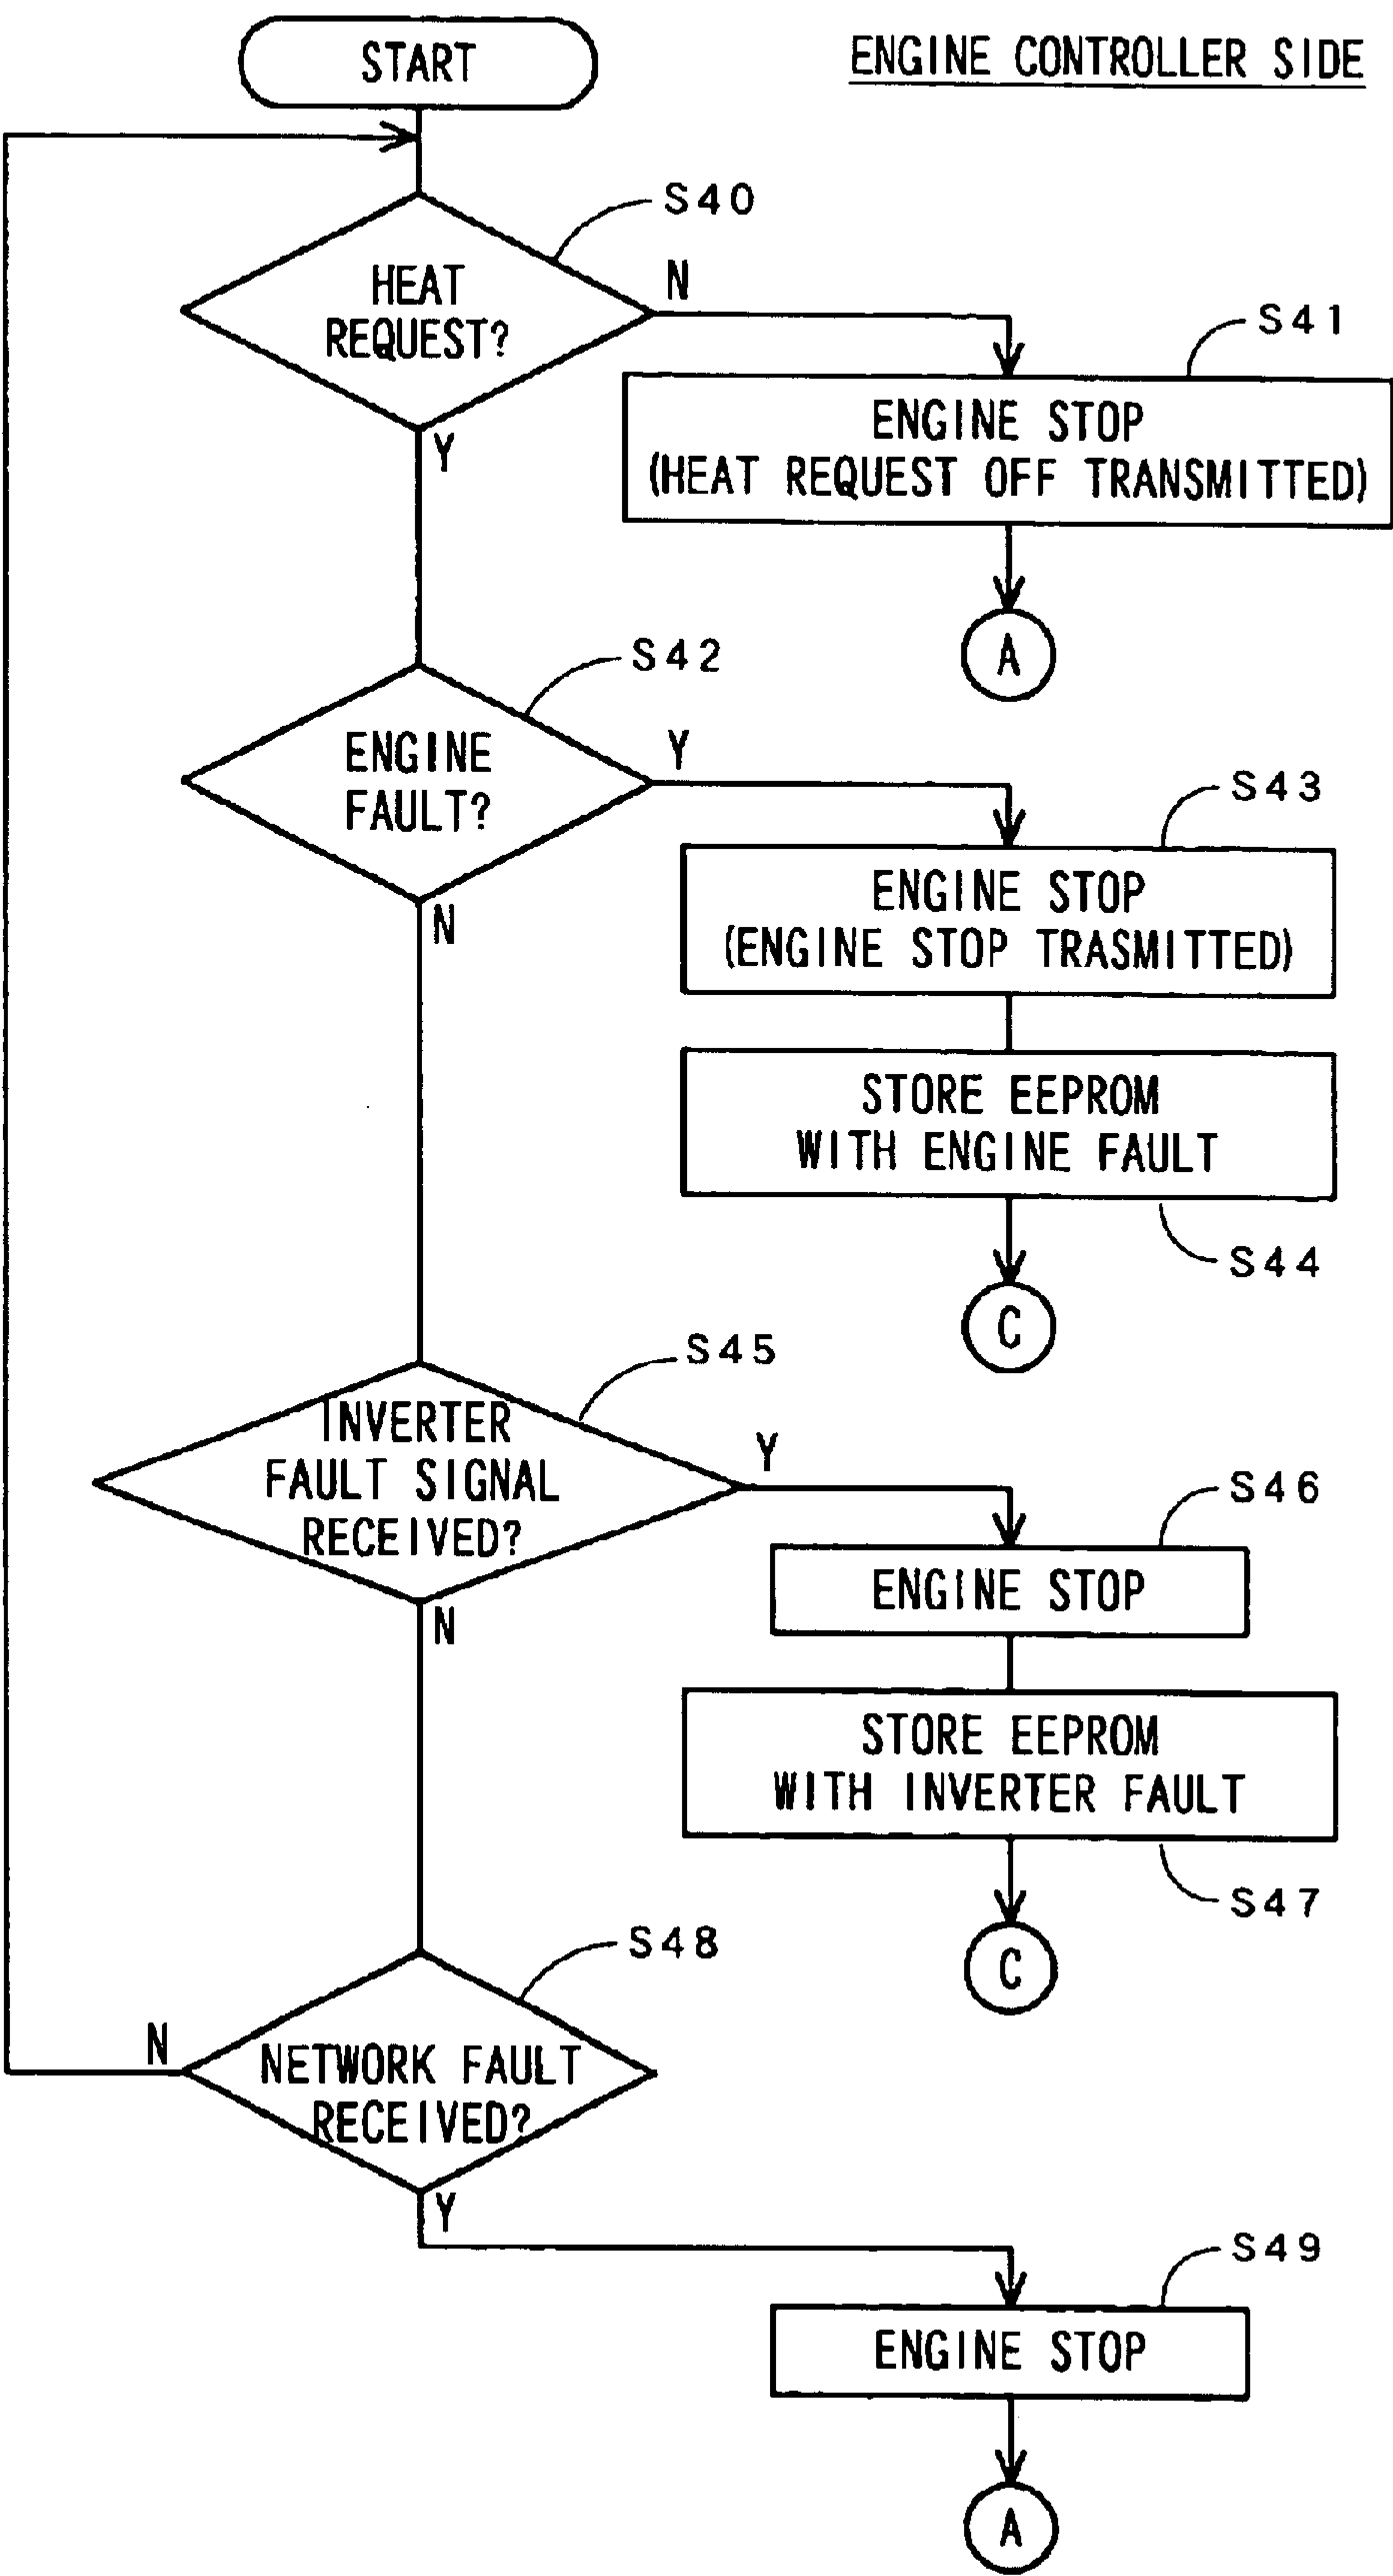 START
ENGINE CONTROLLER SIDE
S40
HEAT
REQUEST?
N
Y
S41
ENGINE STOP
(HEAT REQUEST OFF TRANSMITTED)
A
S42
ENGINE
FAULT?
Y
N
S43
ENGINE STOP
(ENGINE STOP TRASMITTED)
STORE EEPROM
WITH ENGINE FAULT
S44
C
S45
INVERTER
FAULT SIGNAL
RECEIVED?
Y
N
S46
ENGINE STOP
STORE EEPROM
WITH INVERTER FAULT
S47
C
S48
NETWORK FAULT
RECEIVED?
N
Y
S49
ENGINE STOP
A